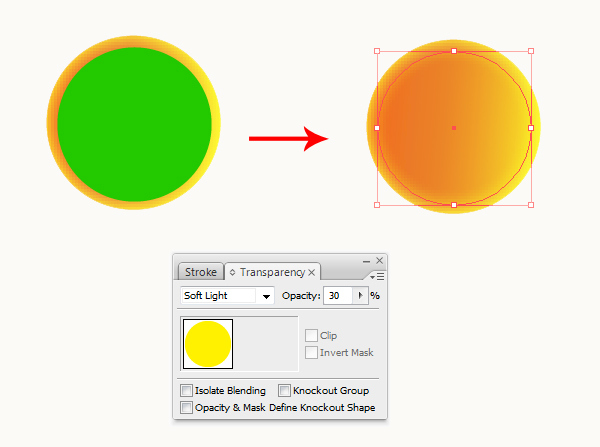 Stroke Transparency
Soft Light Opacity: 30 %
Clip
Invert Mask
Isolate Blending Knockout Group
Opacity & Mask Define Knockout Shape